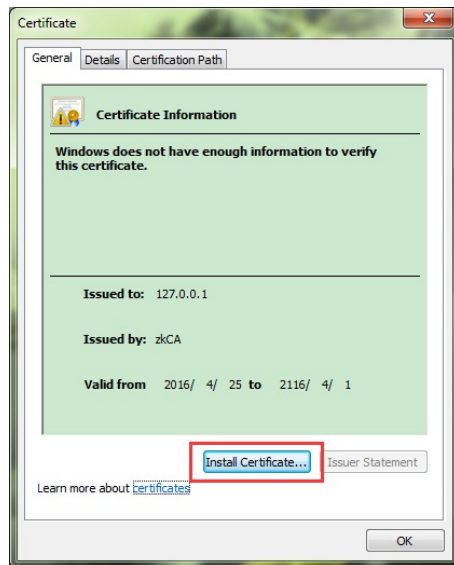 Certificate
General Details Certification Path
Certificate Information
Windows does not have enough information to verify
this certificate.
Issued to: 127.0.0.1
Issued by: zkCA
Valid from 2016/ 4/ 25 to 2116/ 4/ 1
Install Certificate... Issuer Statement
Learn more about certificates
OK